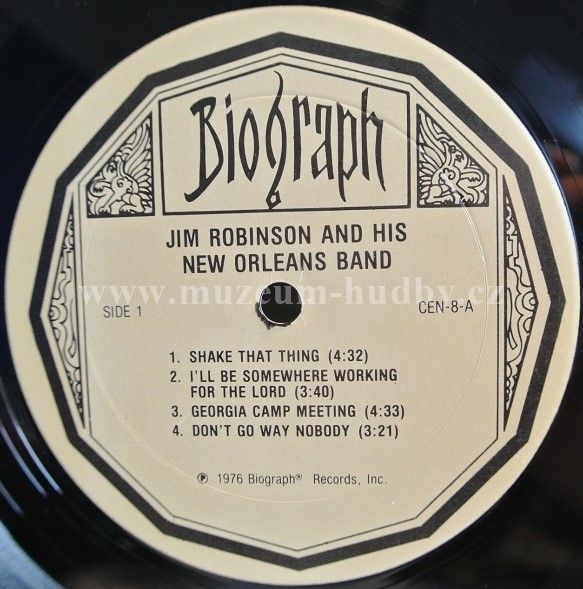 Biograph
JIM ROBINSON AND HIS
NEW ORLEANS BAND
www.muzeum-hudby.cz
SIDE 1
CEN-8-A
1. SHAKE THAT THING (4:32)
2. I'LL BE SOMEWHERE WORKING
FOR THE LORD (3:40)
3. GEORGIA CAMP MEETING (4:33)
4. DON'T GO WAY NOBODY (3:21)
℗ 1976 Biograph® Records, Inc.